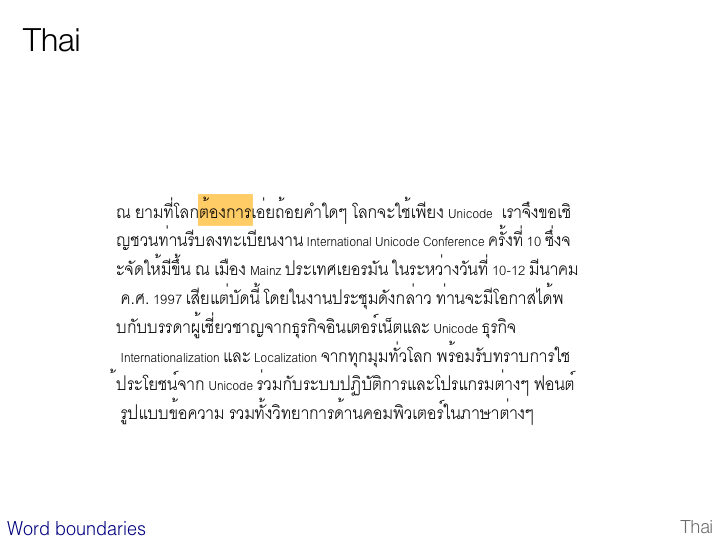 Thai
ณ ยามที่โลกต้องการเอ่ยถ้อยคำใดๆ โลกจะใช้เพียง Unicode เราจึงขอเชิ
ญชวนท่านรีบลงทะเบียนงาน International Unicode Conference ครั้งที่ 10 ซึ่งจ
ะจัดให้มีขึ้น ณ เมือง Mainz ประเทศเยอรมัน ในระหว่างวันที่ 10-12 มีนาคม
ค.ศ. 1997 เสียแต่บัดนี้ โดยในงานประชุมดังกล่าว ท่านจะมีโอกาสได้พ
บกับบรรดาผู้เชี่ยวชาญจากธุรกิจอินเตอร์เน็ตและ Unicode ธุรกิจ
Internationalization และ Localization จากทุกมุมทั่วโลก พร้อมรับทราบการใช
้ประโยชน์จาก Unicode ร่วมกับระบบปฏิบัติการและโปรแกรมต่างๆ ฟอนต์
รูปแบบข้อความ รวมทั้งวิทยาการด้านคอมพิวเตอร์ในภาษาต่างๆ
Word boundaries
Thai